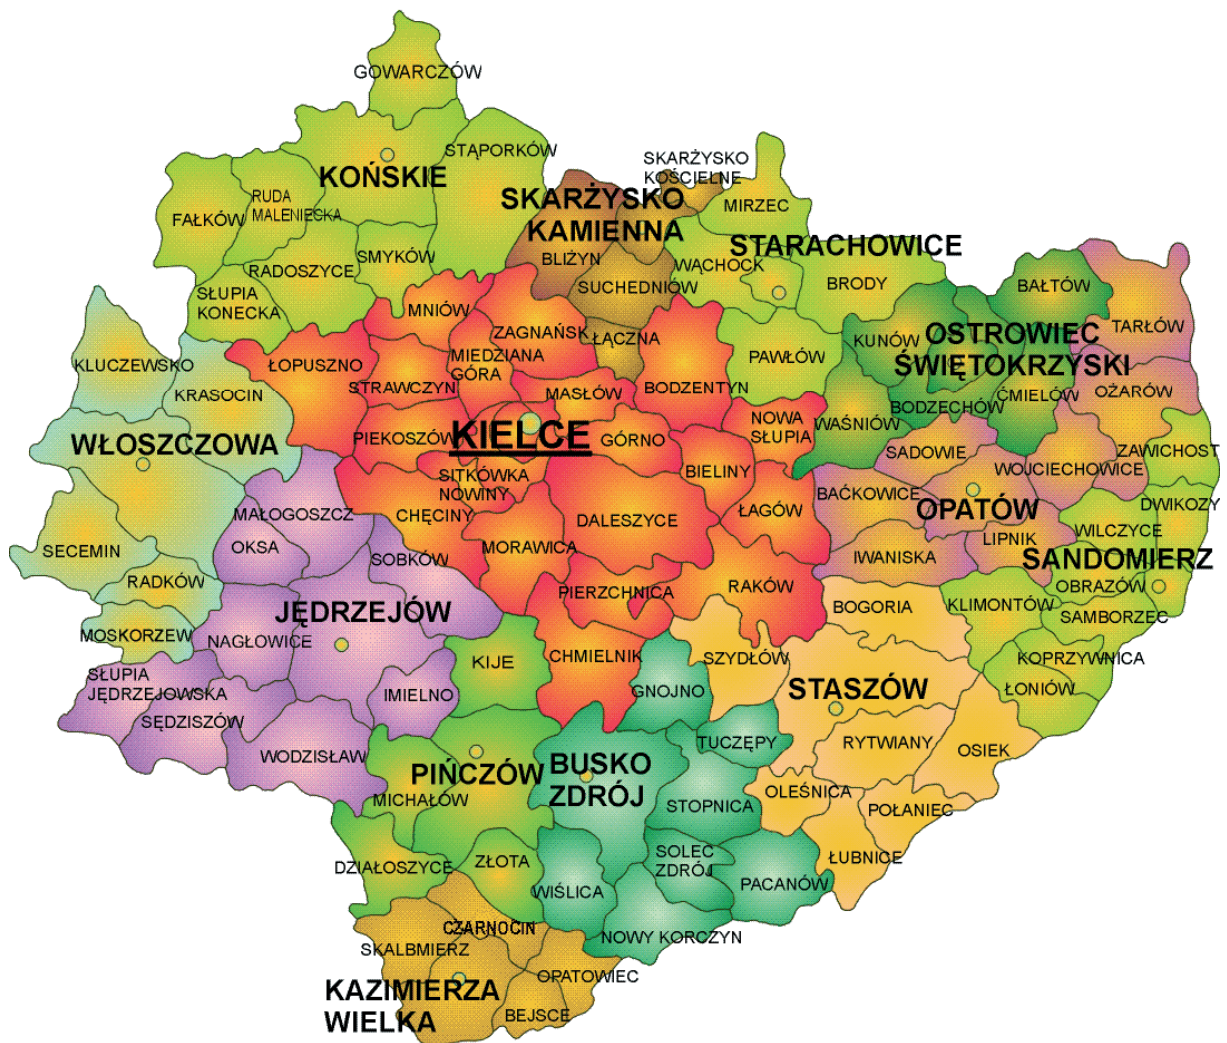 GOWARCZÓW
STĄPORKÓW
KOŃSKIE
SKARŻYSKO
KOŚCIELNE
RUDA
MALENIECKA
FAŁKÓW
SKARŻYSKO
KAMIENNA
MIRZEC
STARACHOWICE
SMYKÓW
RADOSZYCE
BLIŻYN
WĄCHOCK
SUCHEDNIÓW
BRODY
BAŁTÓW
SŁUPIA
KONECKA
MNIÓW
ZAGNAŃSK
ŁĄCZNA
TARŁÓW
OSTROWIEC
ŚWIĘTOKRZYSKI
KUNÓW
KLUCZEWSKO
ŁOPUSZNO
MIEDZIANA
GÓRA
PAWŁÓW
STRAWCZYN
BODZENTYN
KRASOCIN
MASŁÓW
ĆMIELÓW
OŻARÓW
BODZECHÓW
NOWA
SŁUPIA
WAŚNIÓW
WŁOSZCZOWA
PIEKOSZÓW
KIELCE
GÓRNO
SADOWIE
ZAWICHOST
BIELINY
WOJCIECHOWICE
SITKÓWKA
NOWINY
BAĆKOWICE
OPATÓW
DWIKOZY
MAŁOGOSZCZ
CHĘCINY
DALESZYCE
ŁAGÓW
WILCZYCE
LIPNIK
SECEMIN
OKSA
SOBKÓW
MORAWICA
IWANISKA
SANDOMIERZ
RADKÓW
PIERZCHNICA
RAKÓW
OBRAZÓW
JĘDRZEJÓW
BOGORIA
KLIMONTÓW
SAMBORZEC
MOSKORZEW
NAGŁOWICE
KIJE
CHMIELNIK
SZYDŁÓW
KOPRZYWNICA
SŁUPIA
JĘDRZEJOWSKA
IMIELNO
GNOJNO
STASZÓW
ŁONIÓW
SĘDZISZÓW
TUCZĘPY
RYTWIANY
OSIEK
WODZISŁAW
PIŃCZÓW
BUSKO
ZDRÓJ
OLEŚNICA
MICHAŁÓW
STOPNICA
POŁANIEC
DZIAŁOSZYCE
ZŁOTA
SOLEC
ZDRÓJ
ŁUBNICE
WIŚLICA
PACANÓW
CZARNOCIN
NOWY KORCZYN
SKALBMIERZ
OPATOWIEC
KAZIMIERZA
WIELKA
BEJSCE